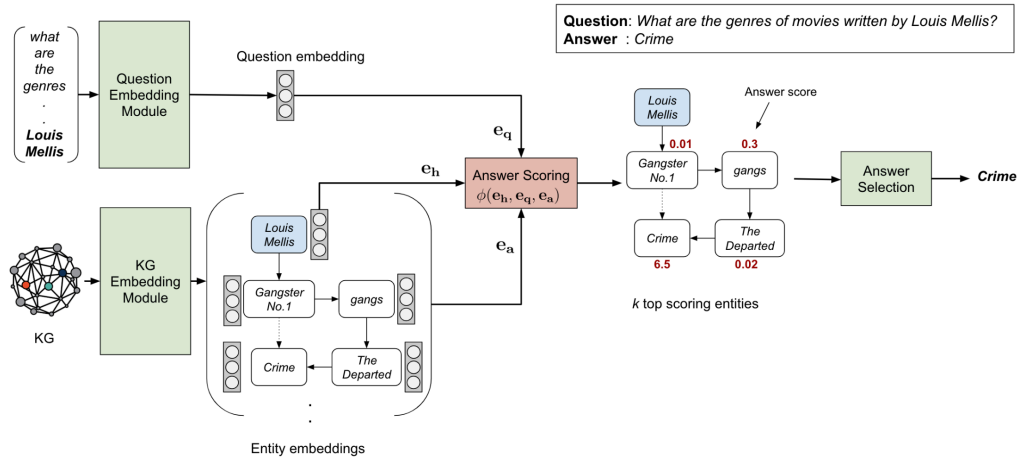 Question: What are the genres of movies written by Louis Mellis?
Answer : Crime
what
are
the
genres
.
.
Louis
Mellis
Question
Embedding
Module
Question embedding
e_q
e_h
Answer Scoring
ϕ(e_h, e_q, e_a)
e_a
KG
KG
Embedding
Module
Louis
Mellis
Gangster
No.1
gangs
Crime
The
Departed
.
.
Entity embeddings
Louis
Mellis
Answer score
0.01
0.3
Gangster
No.1
gangs
Crime
The
Departed
6.5
0.02
k top scoring entities
Answer
Selection
Crime